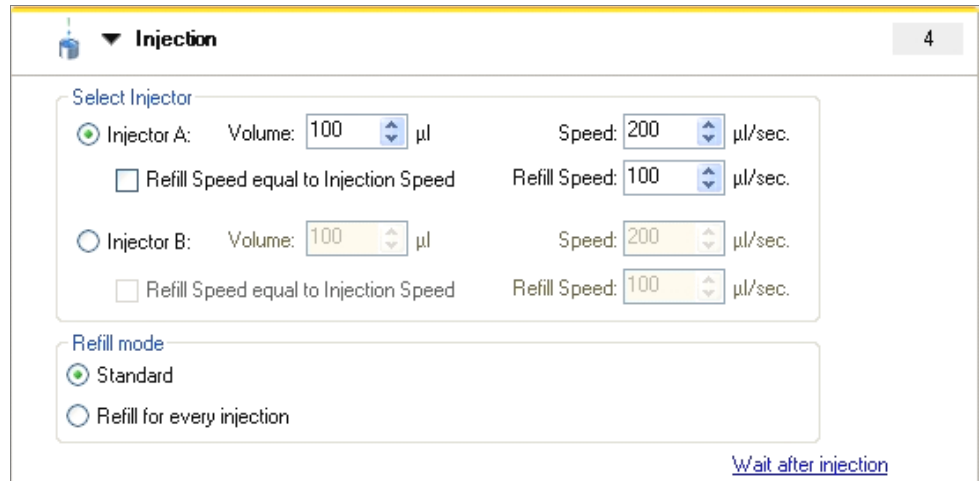 Injection 4
Select Injector
Injector A: Volume: 100 µl Speed: 200 µl/sec.
Refill Speed equal to Injection Speed Refill Speed: 100 µl/sec.
Injector B: Volume: 100 µl Speed: 200 µl/sec.
Refill Speed equal to Injection Speed Refill Speed: 100 µl/sec.
Refill mode
Standard
Refill for every injection
Wait after injection